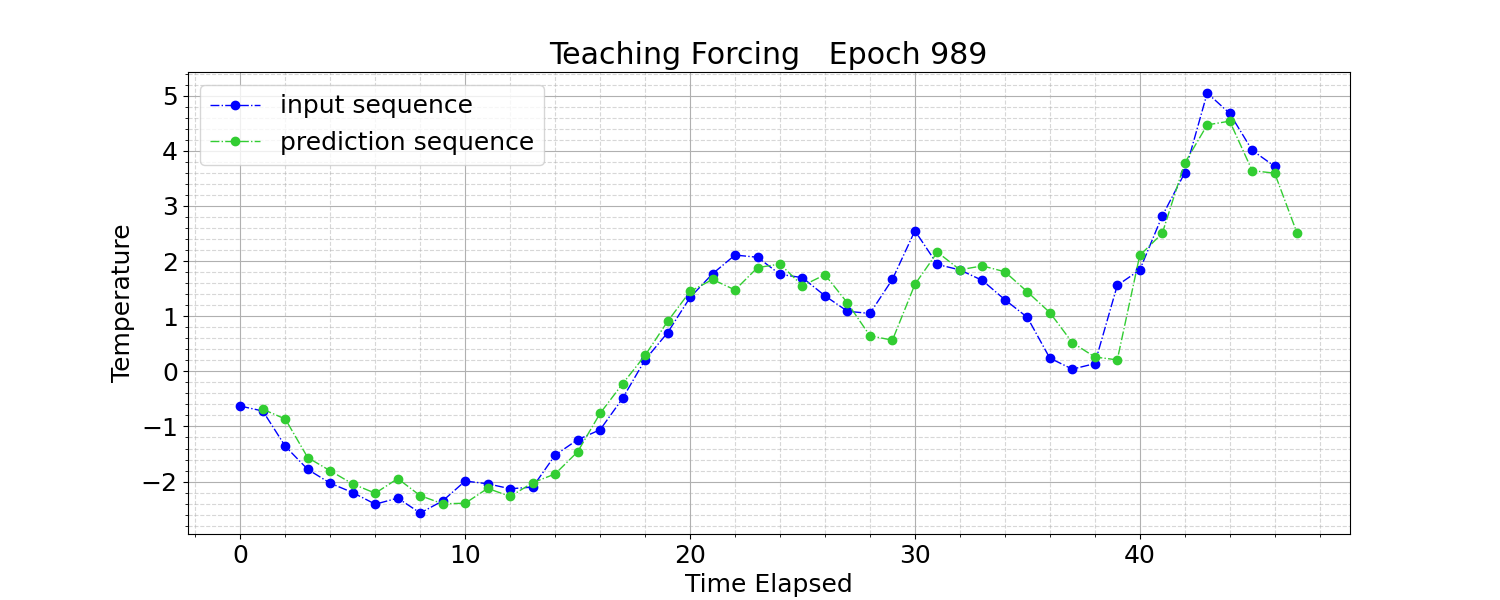 Teaching Forcing   Epoch 989
input sequence
prediction sequence
5
4
3
2
1
0
−1
−2
Temperature
0 10 20 30 40
Time Elapsed